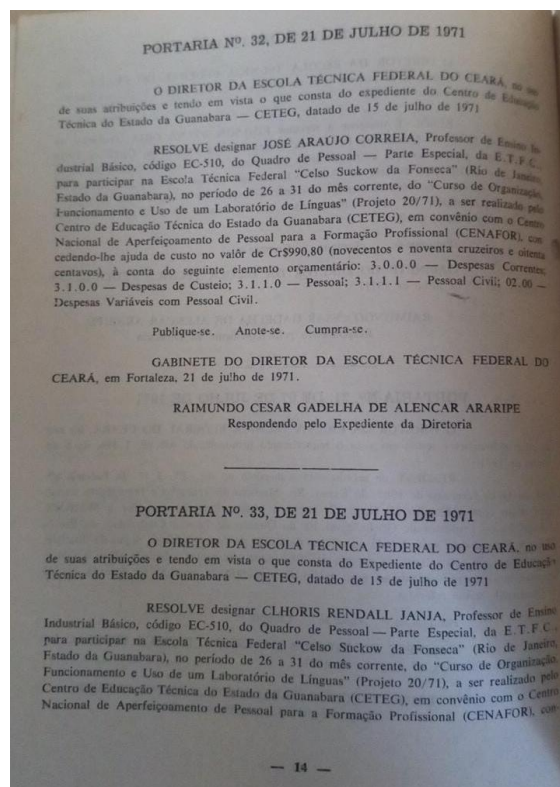 PORTARIA Nº. 32, DE 21 DE JULHO DE 1971
O DIRETOR DA ESCOLA TÉCNICA FEDERAL DO CEARÁ, no uso
de suas atribuições e tendo em vista o que consta do expediente do Centro de Educação
Técnica do Estado da Guanabara — CETEG, datado de 15 de julho de 1971
RESOLVE designar JOSÉ ARAÚJO CORREIA, Professor de Ensino In-
dustrial Básico, código EC-510, do Quadro de Pessoal — Parte Especial, da E.T.F.C.,
para participar na Escola Técnica Federal "Celso Suckow da Fonseca" (Rio de Janeiro,
Estado da Guanabara), no período de 26 a 31 do mês corrente, do "Curso de Organização,
Funcionamento e Uso de um Laboratório de Línguas" (Projeto 20/71), a ser realizado pelo
Centro de Educação Técnica do Estado da Guanabara (CETEG), em convênio com o Centro
Nacional de Aperfeiçoamento de Pessoal para a Formação Profissional (CENAFOR), con
cedendo-lhe ajuda de custo no valôr de Cr$990,80 (novecentos e noventa cruzeiros e oitenta
centavos), à conta do seguinte elemento orçamentário: 3.0.0.0 — Despesas Correntes;
3.1.0.0 — Despesas de Custeio; 3.1.1.0 — Pessoal; 3.1.1.1 — Pessoal Civil; 02.00 —
Despesas Variáveis com Pessoal Civil.
Publique-se. Anote-se. Cumpra-se.
GABINETE DO DIRETOR DA ESCOLA TÉCNICA FEDERAL DO
CEARÁ, em Fortaleza, 21 de julho de 1971.
RAIMUNDO CESAR GADELHA DE ALENCAR ARARIPE
Respondendo pelo Expediente da Diretoria
PORTARIA Nº. 33, DE 21 DE JULHO DE 1971
O DIRETOR DA ESCOLA TÉCNICA FEDERAL DO CEARÁ, no uso
de suas atribuições e tendo em vista o que consta do Expediente do Centro de Educação
Técnica do Estado da Guanabara — CETEG, datado de 15 de julho de 1971
RESOLVE designar CLHORIS RENDALL JANJA, Professor de Ensino
Industrial Básico, código EC-510, do Quadro de Pessoal — Parte Especial, da E.T.F.C.,
para participar na Escola Técnica Federal "Celso Suckow da Fonseca" (Rio de Janeiro,
Estado da Guanabara), no período de 26 a 31 do mês corrente, do "Curso de Organização,
Funcionamento e Uso de um Laboratório de Línguas" (Projeto 20/71), a ser realizado pelo
Centro de Educação Técnica do Estado da Guanabara (CETEG), em convênio com o Centro
Nacional de Aperfeiçoamento de Pessoal para a Formação Profissional (CENAFOR), con-
— 14 —